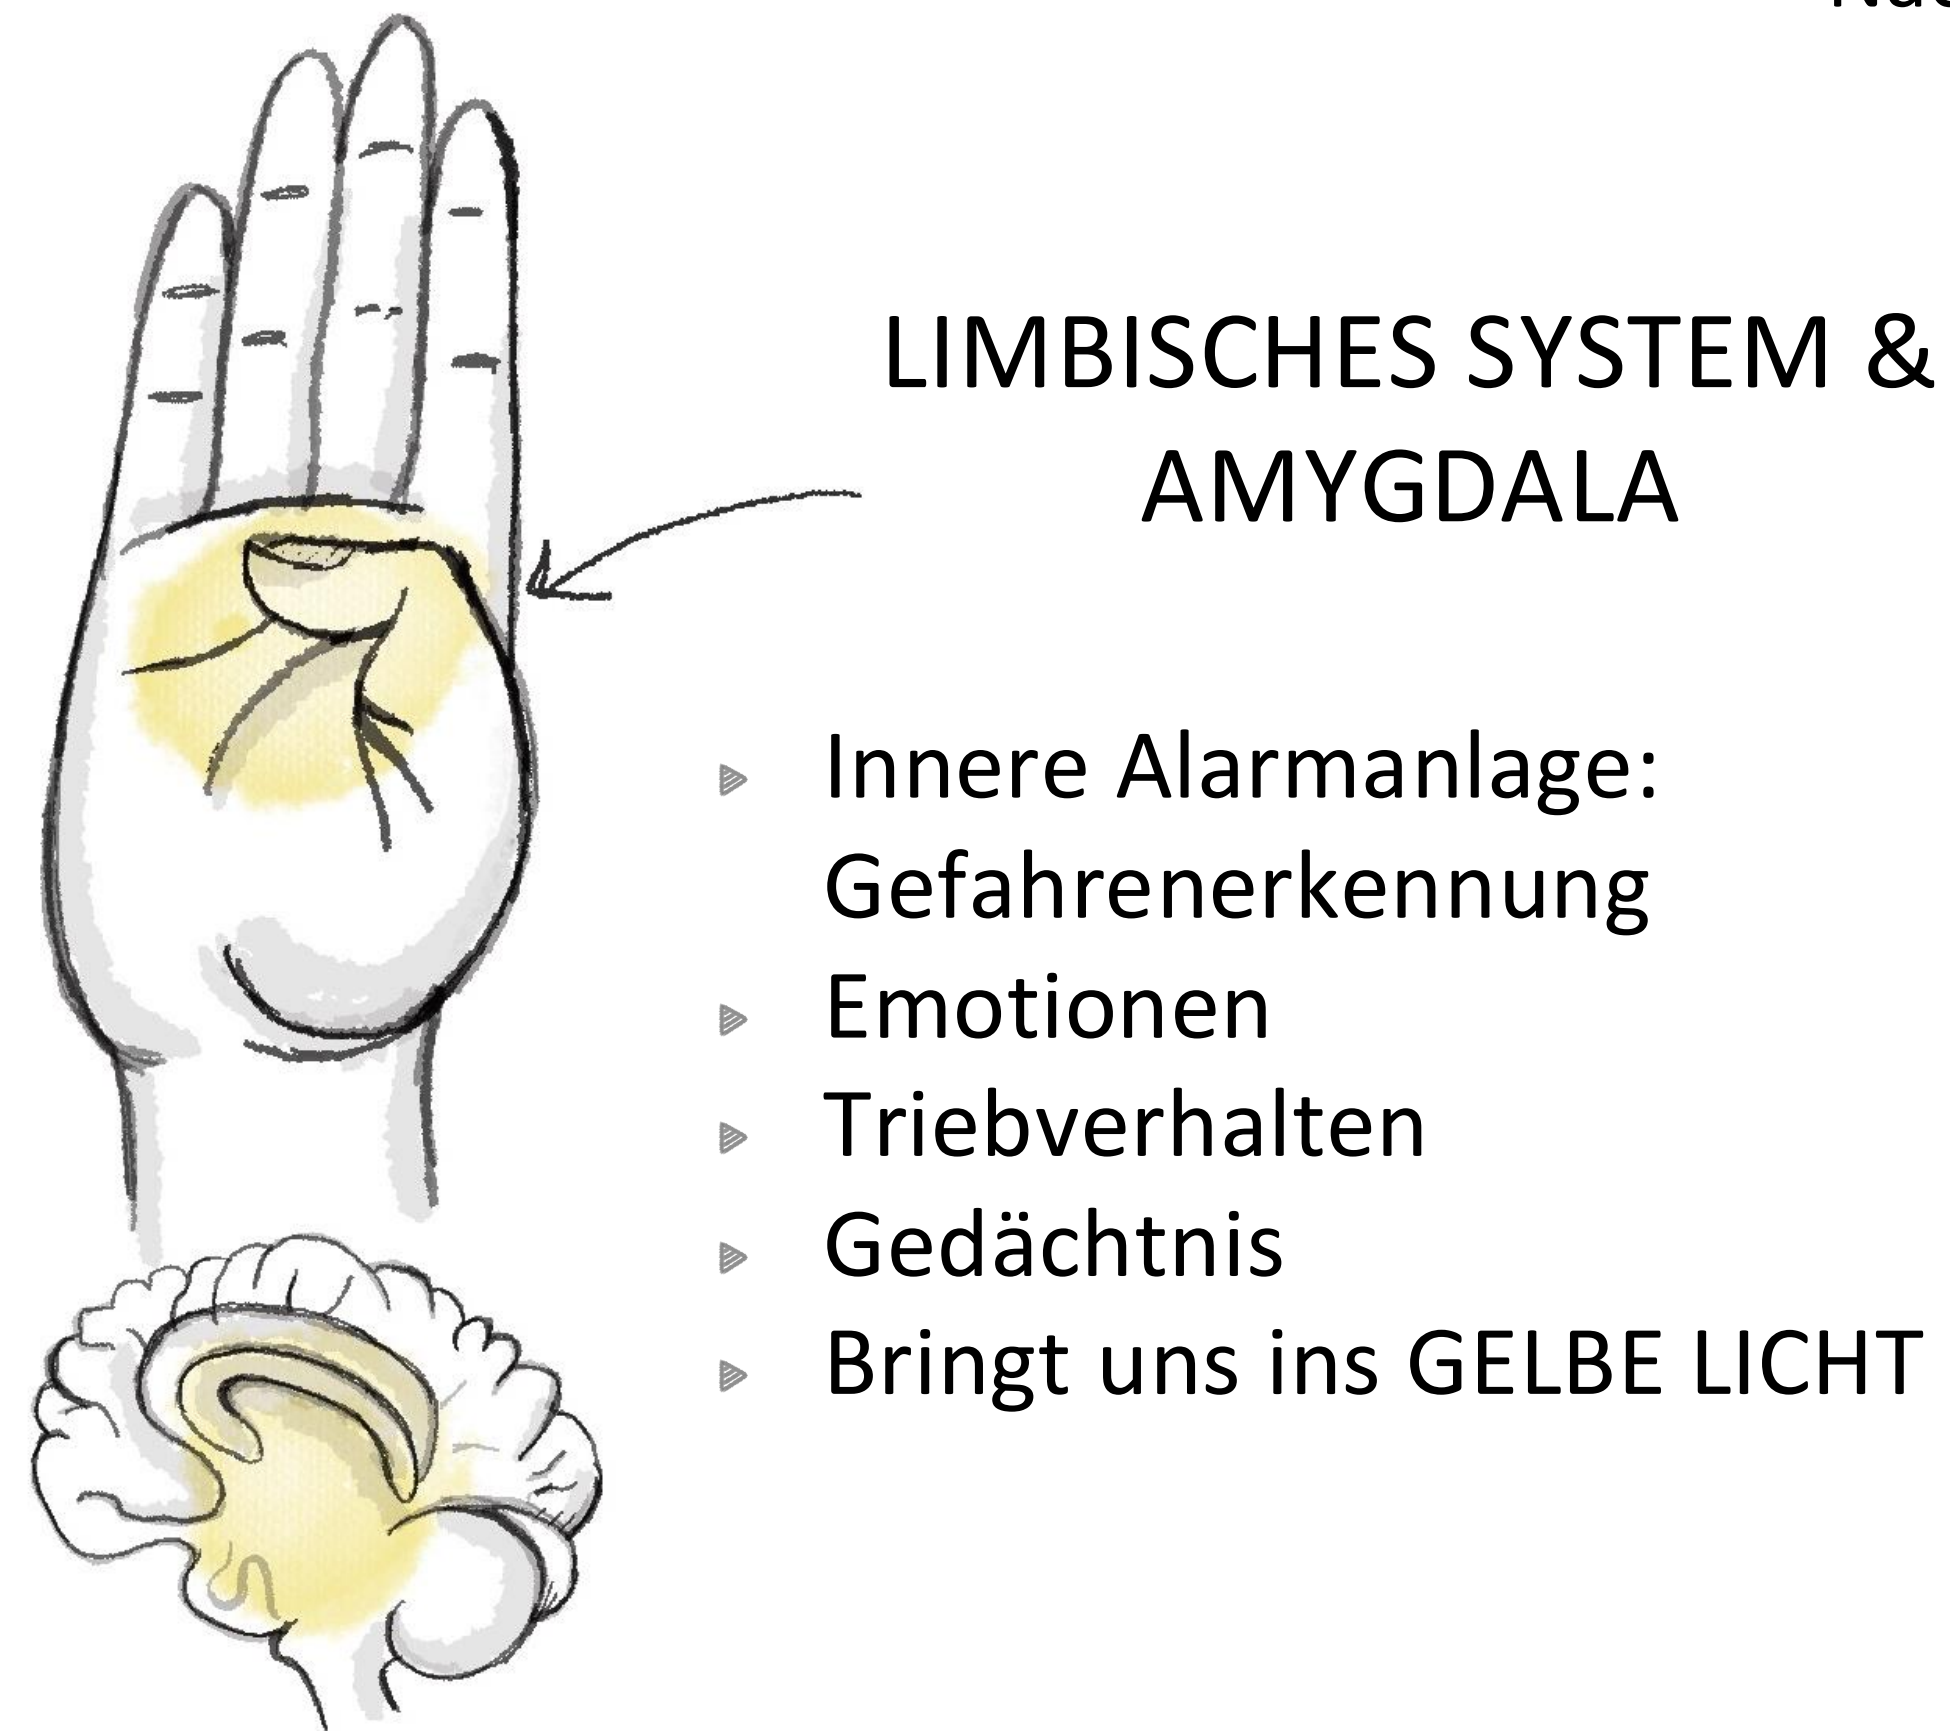 LIMBISCHES SYSTEM &
AMYGDALA
Innere Alarmanlage:
Gefahrenerkennung
Emotionen
Triebverhalten
Gedächtnis
Bringt uns ins GELBE LICHT